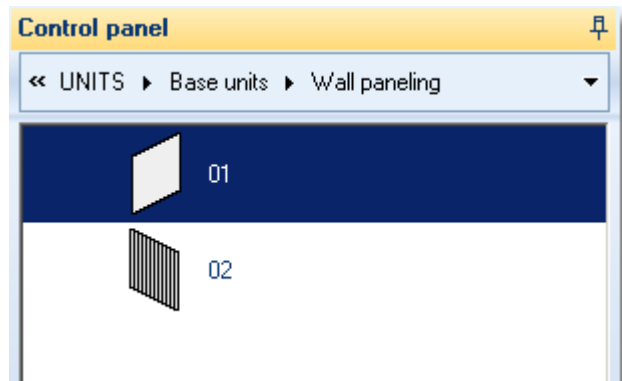 Control panel
« UNITS ▸ Base units ▸ Wall paneling
01
02